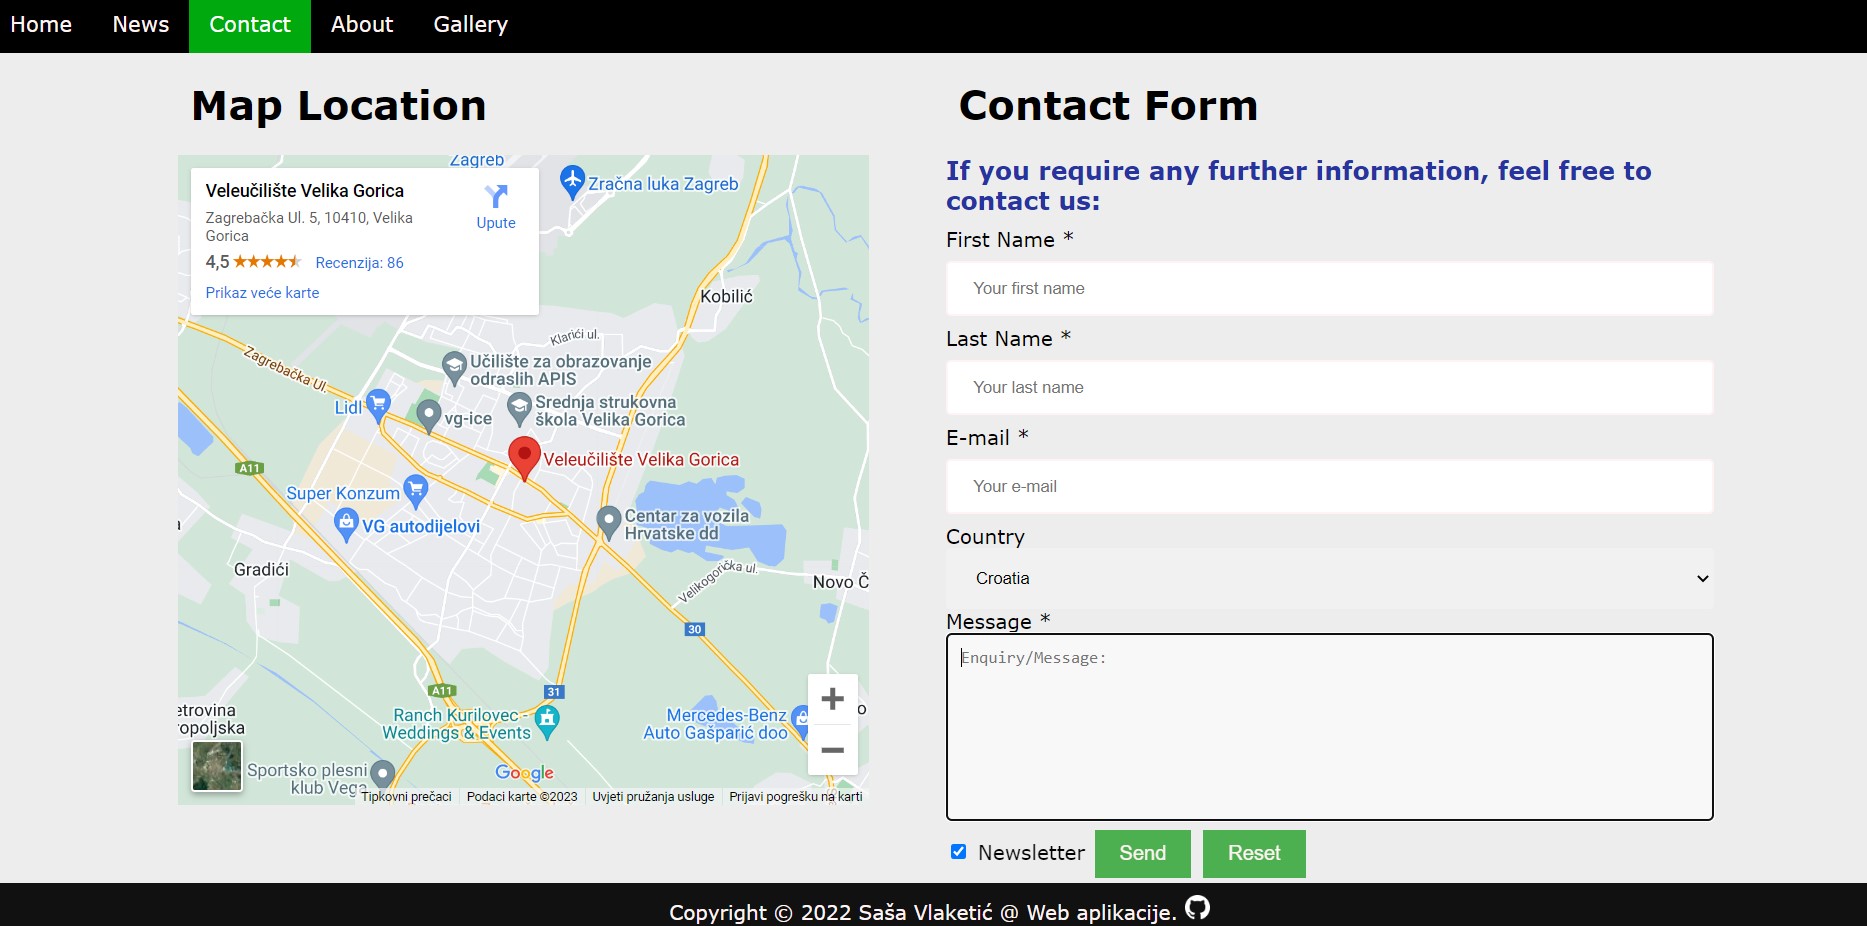 Home News Contact About Gallery
Map Location
Zagreb
Veleučilište Velika Gorica
Zagrebačka Ul. 5, 10410, Velika
Gorica
Upute
4,5 Recenzija: 86
Prikaz veće karte
Zračna luka Zagreb
Kobilić
Klarići ul.
Zagrebačka Ul.
Učilište za obrazovanje
odraslih APIS
Lidl
vg-ice
Srednja strukovna
škola Velika Gorica
Veleučilište Velika Gorica
A11
Super Konzum
VG autodijelovi
Centar za vozila
Hrvatske dd
Gradići
Velikogorička ul.
Novo Č
30
A11
31
etrovina
ropoljska
Ranch Kurilovec -
Weddings & Events
Mercedes-Benz
Auto Gašparić doo
Sportsko plesni
klub Vega
Google
Tipkovni prečaci Podaci karte ©2023 Uvjeti pružanja usluge Prijavi pogrešku na karti
Contact Form
If you require any further information, feel free to
contact us:
First Name *
Your first name
Last Name *
Your last name
E-mail *
Your e-mail
Country
Croatia
Message *
Enquiry/Message:
Newsletter Send Reset
Copyright © 2022 Saša Vlaketić @ Web aplikacije.